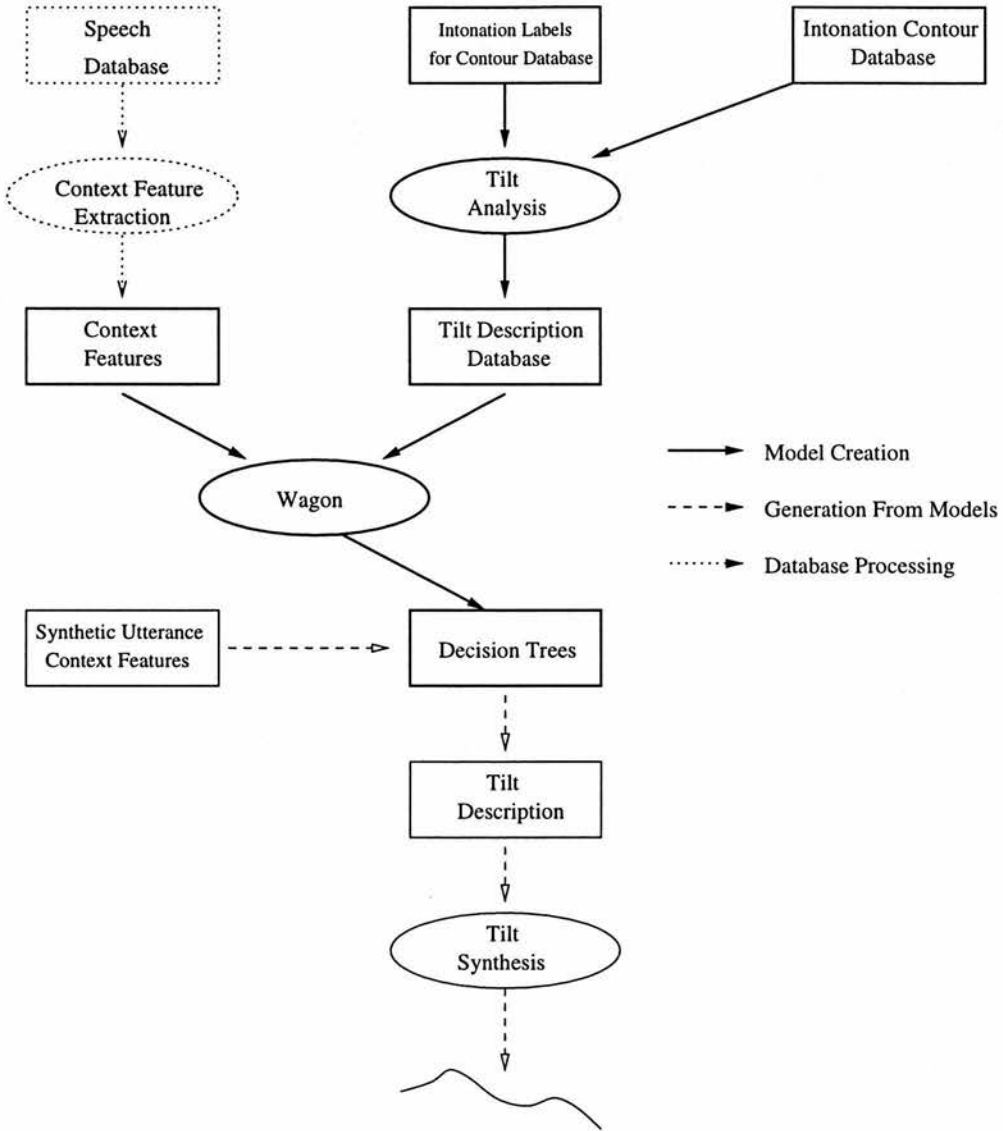 Speech
Database
Intonation Labels
for Contour Database
Intonation Contour
Database
Context Feature
Extraction
Tilt
Analysis
Context
Features
Tilt Description
Database
Wagon
Model Creation
Generation From Models
Database Processing
Synthetic Utterance
Context Features
Decision Trees
Tilt
Description
Tilt
Synthesis